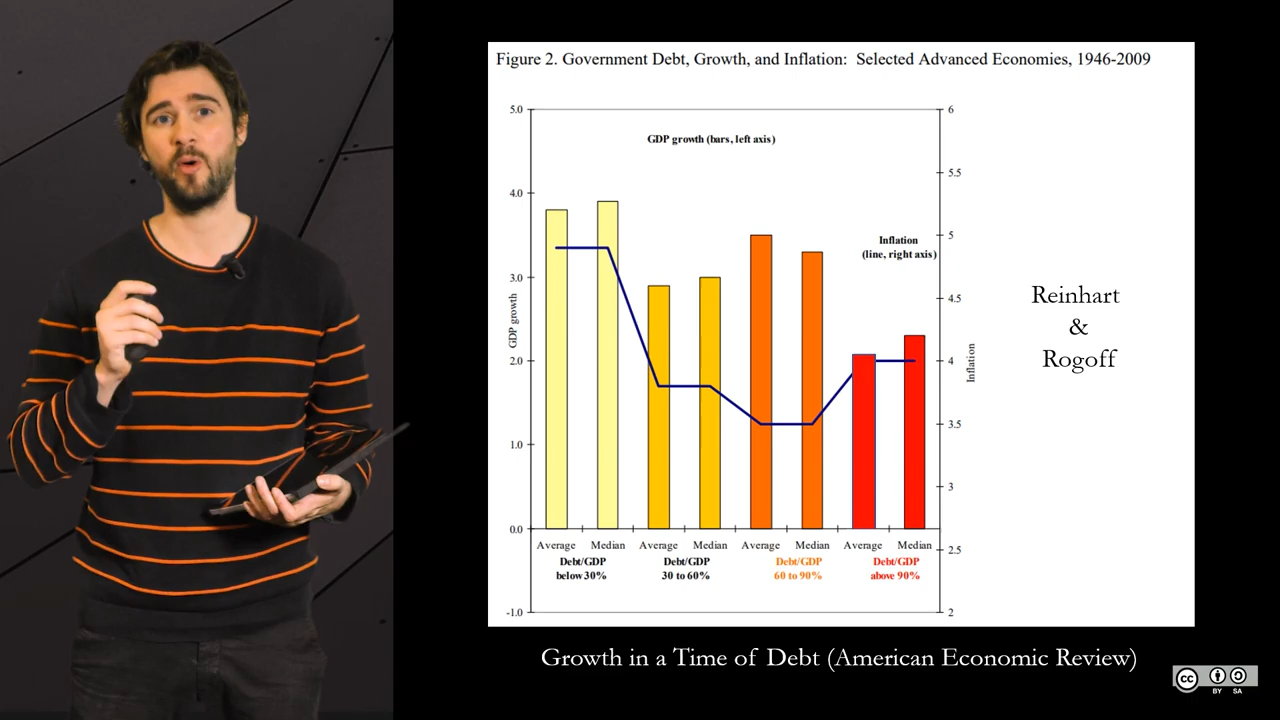 Figure 2. Government Debt, Growth, and Inflation: Selected Advanced Economies, 1946-2009
5.0
6
GDP growth (bars, left axis)
5.5
4.0
Inflation
(line, right axis)
5
3.0
4.5
GDP growth
2.0
4
Inflation
3.5
1.0
3
0.0
2.5
Average
Median
Average
Median
Average
Median
Average
Median
Debt/GDP
below 30%
Debt/GDP
30 to 60%
Debt/GDP
60 to 90%
Debt/GDP
above 90%
-1.0
2
Reinhart
&
Rogoff
Growth in a Time of Debt (American Economic Review)
cc
BY
SA